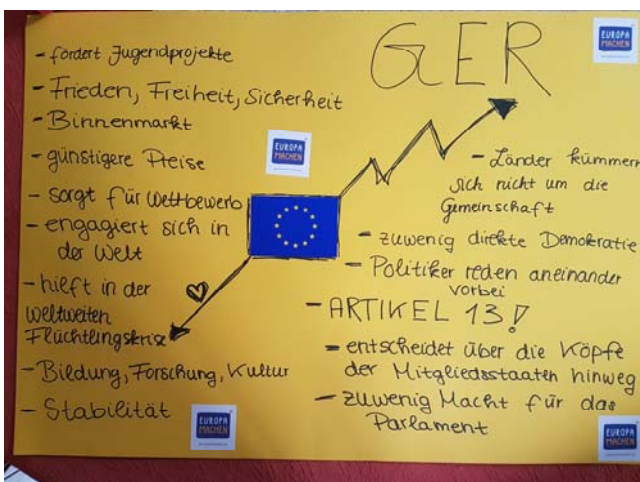 GER
EUROPA
MACHEN
- fördert Jugendprojekte
- Frieden, Freiheit, Sicherheit
- Binnenmarkt
- günstigere Preise
- sorgt für Wettbewerb
- engagiert sich in
der Welt
- hilft in der
weltweiten
Flüchtlingskrise
- Bildung, Forschung, Kultur
- Stabilität
EUROPA
MACHEN
EUROPA
MACHEN
- Länder kümmern
sich nicht um die
Gemeinschaft
- zuwenig direkte Demokratie
- Politiker reden aneinander
vorbei
- ARTIKEL 13!
- entscheidet über die Köpfe
der Mitgliedsstaaten hinweg
- zuwenig Macht für das
Parlament
EUROPA
MACHEN